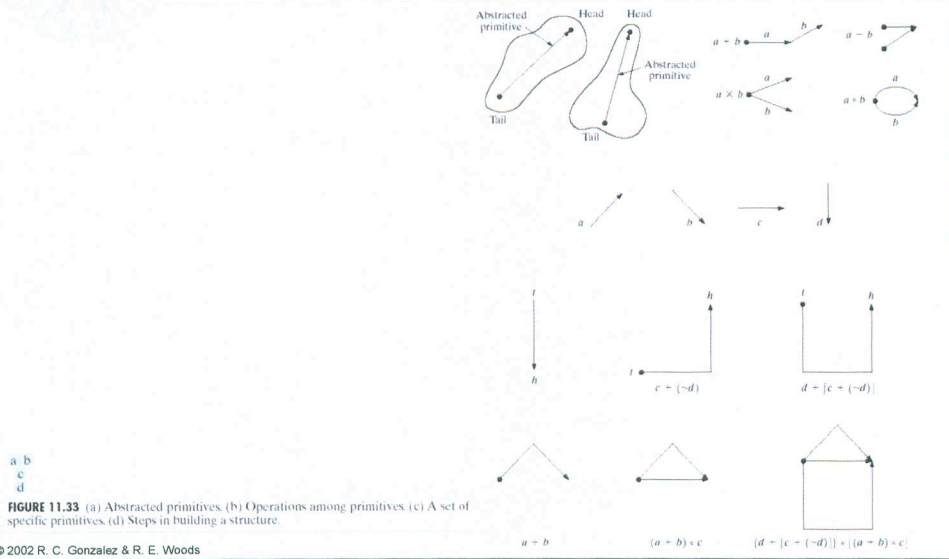 Abstracted
primitive
Head
Head
Abstracted
primitive
Tail
Tail
a + b
a
b
a − b
a × b
a
b
a * b
a
b
a
b
c
d
t
h
t
h
c + (~d)
t
h
d + [c + (~d)]
a + b
(a + b) * c
{d + [c + (~d)]} * [(a + b) * c]
a b
c
d
FIGURE 11.33 (a) Abstracted primitives. (b) Operations among primitives. (c) A set of
specific primitives. (d) Steps in building a structure.
© 2002 R. C. Gonzalez & R. E. Woods